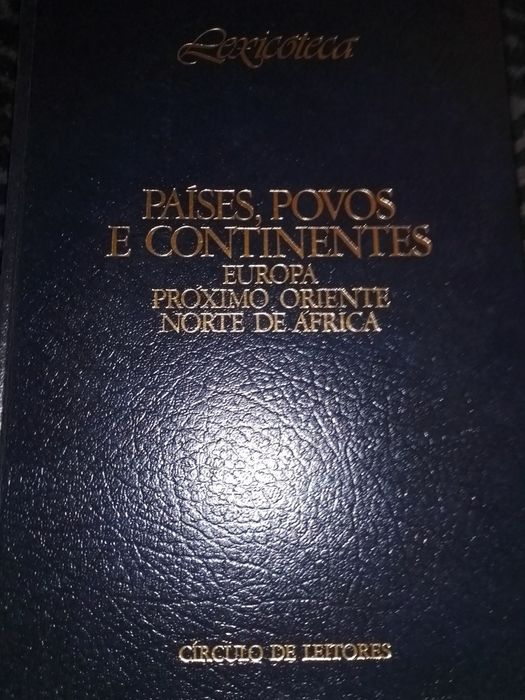 Lexicoteca
PAÍSES, POVOS
E CONTINENTES
EUROPA
PRÓXIMO ORIENTE
NORTE DE ÁFRICA
CÍRCULO DE LEITORES